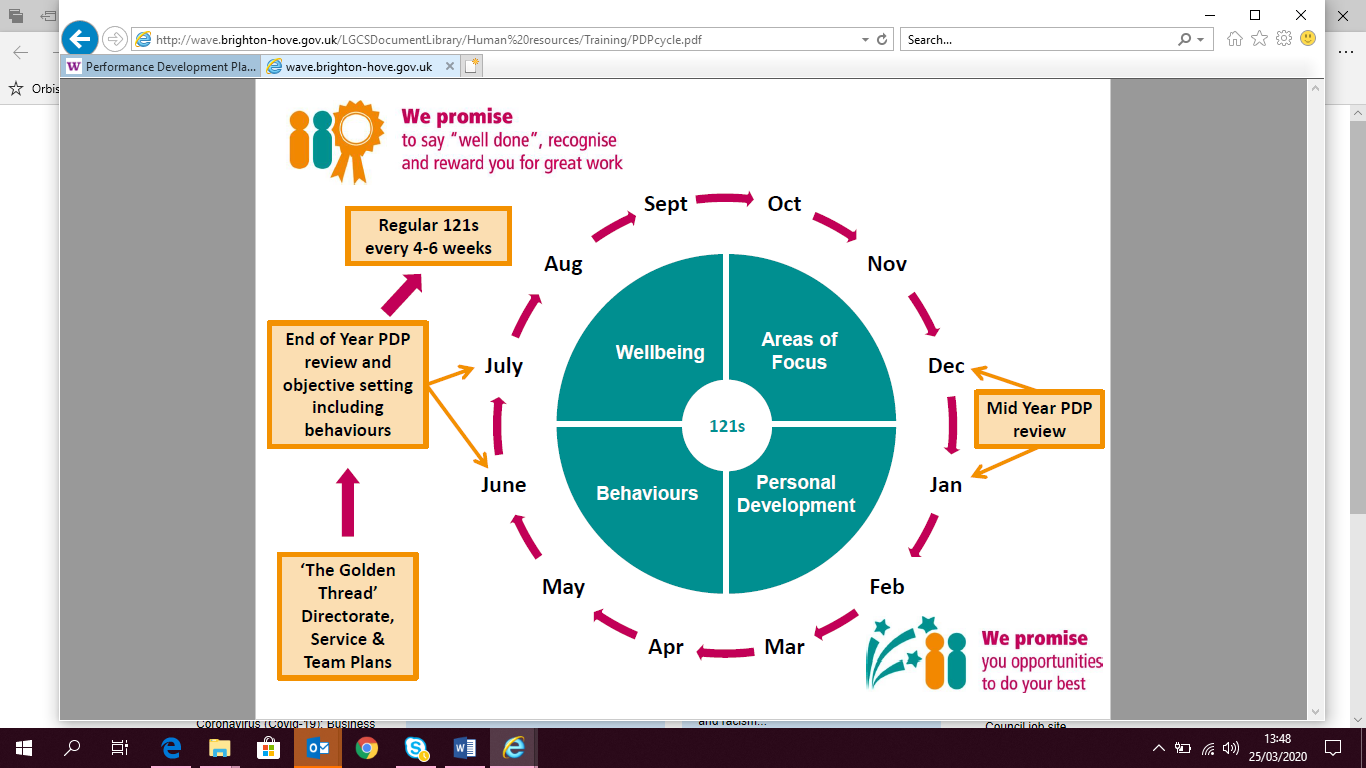 http://wave.brighton-hove.gov.uk/LGCSDocumentLibrary/Human%20resources/Training/PDPcycle.pdf
Search...
Performance Development Pla...
wave.brighton-hove.gov.uk
Orbis
We promise
to say “well done”, recognise
and reward you for great work
Sept
Oct
Regular 121s
every 4-6 weeks
Aug
Nov
End of Year PDP
review and
objective setting
including
behaviours
Wellbeing
Areas of
Focus
July
Dec
121s
Mid Year PDP
review
June
Jan
Behaviours
Personal
Development
‘The Golden
Thread’
Directorate,
Service &
Team Plans
May
Feb
Apr
Mar
We promise
you opportunities
to do your best
Coronavirus (Covid-19): Business
and racism...
Council job site
13:48
25/03/2020